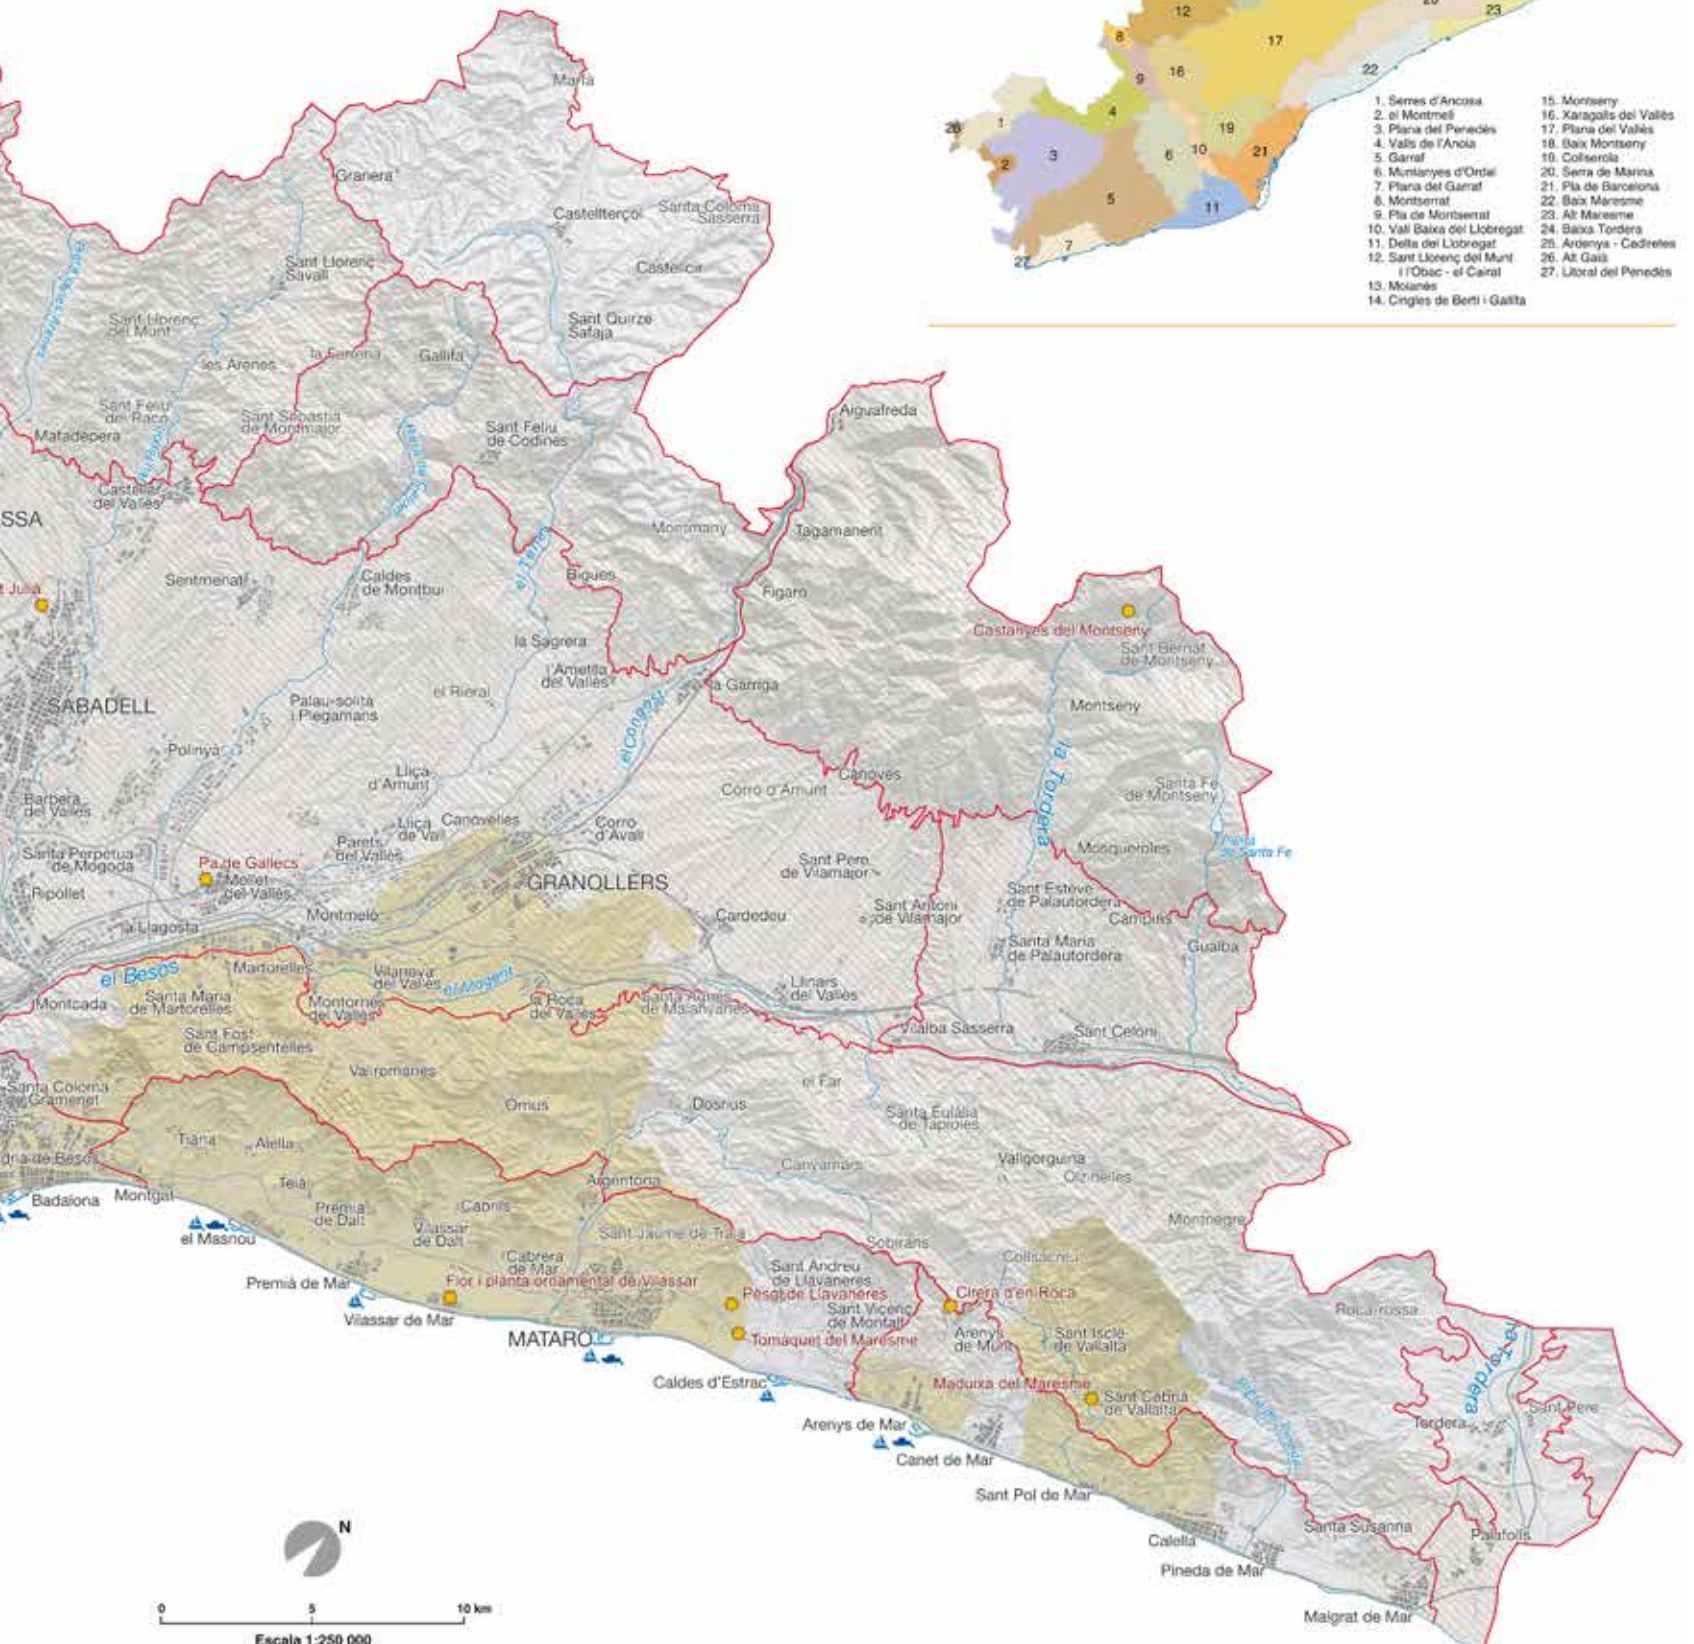 12
23
8
17
9
16
22
4
1
19
2
3
6
10
21
5
11
7
27
1. Serres d'Ancosa
2. el Montmell
3. Plana del Penedès
4. Valls de l'Anoia
5. Garraf
6. Muntanyes d'Ordal
7. Plana del Garraf
8. Montserrat
9. Pla de Montserrat
10. Vall Baixa del Llobregat
11. Delta del Llobregat
12. Sant Llorenç del Munt
i l'Obac - el Cairat
13. Moianès
14. Cingles de Bertí i Gallifa
15. Montseny
16. Xaragalls del Vallès
17. Plana del Vallès
18. Baix Montseny
19. Collserola
20. Serra de Marina
21. Pla de Barcelona
22. Baix Maresme
23. Alt Maresme
24. Baixa Tordera
25. Ardenya - Cadiretes
26. Alt Gaià
27. Litoral del Penedès
Marfà
Granera
Castellterçol
Santa Coloma
Sasserra
Castellcir
Sant Llorenç
Savall
Sant Quirze
Safaja
Sant Llorenç
del Munt
les Arenes
Gallifa
Sant Feliu
del Racó
Sant Sebastià
de Montmajor
Matadepera
Sant Feliu
de Codines
Aiguafreda
Castellar
del Vallès
SSA
Montmany
Tagamanent
Sentmenat
Caldes
de Montbui
el Tenes
Bigues
Figaró
Castanyes del Montseny
Sant Bernat
de Montseny
la Sagrera
l'Ametlla
del Vallès
la Garriga
el Rieral
Palau-solità
i Plegamans
SABADELL
el Congost
Montseny
la Tordera
Polinyà
Lliçà
d'Amunt
Corró d'Amunt
Cànoves
Santa Fe
de Montseny
Barberà
del Vallès
Lliçà
de Vall
Canovelles
Corró
d'Avall
Parets
del Vallès
Santa Perpètua
de Mogoda
Mosqueroles
Pa de Gallecs
Mollet
del Vallès
GRANOLLERS
Sant Pere
de Vilamajor
Ripollet
Sant Esteve
de Palautordera
Campins
Montmeló
Cardedeu
Sant Antoni
de Vilamajor
la Llagosta
Santa Maria
de Palautordera
Gualba
el Besòs
Martorelles
Vilanova
del Vallès
el Mogent
Montcada
Santa Maria
de Martorelles
Montornès
del Vallès
la Roca
del Vallès
Santa Agnès
de Malanyanes
Llinars
del Vallès
Sant Fost
de Campsentelles
Vilalba Sasserra
Sant Celoni
Vallromanes
el Far
Santa Coloma
de Gramenet
Òrrius
Dosrius
Santa Eulàlia
de Tapioles
Tiana
Alella
Canyamars
Vallgorguina
Olzinelles
Badalona
Montgat
Teià
Argentona
Premià
de Dalt
Cabrils
Vilassar
de Dalt
Sant Jaume de Traià
Montnegre
el Masnou
Sobirans
Collsacreu
Cabrera
de Mar
Sant Andreu
de Llavaneres
Premià de Mar
Flor i planta ornamental de Vilassar
Pèsol de Llavaneres
Cirera d'en Roca
Vilassar de Mar
Sant Vicenç
de Montalt
MATARÓ
Tomàquet del Maresme
Arenys
de Munt
Sant Iscle
de Vallalta
la Tordera
Caldes d'Estrac
Maduixa del Maresme
Sant Cebrià
de Vallalta
Tordera
Sant Pere
Arenys de Mar
Canet de Mar
Sant Pol de Mar
Calella
Santa Susanna
Palafolls
Pineda de Mar
Malgrat de Mar
N
0 5 10 km
Escala 1:250 000